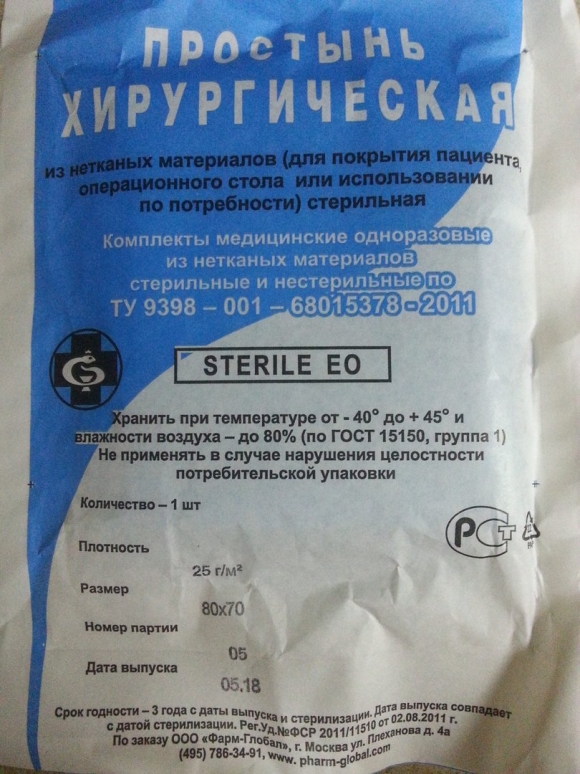 ПРОСТЫНЬ
ХИРУРГИЧЕСКАЯ
из нетканых материалов (для покрытия пациента,
операционного стола или использовании
по потребности) стерильная
Комплекты медицинские одноразовые
из нетканых материалов
стерильные и нестерильные по
ТУ 9398 – 001 – 68015378 - 2011
STERILE EO
Хранить при температуре от - 40° до + 45° и
влажности воздуха – до 80% (по ГОСТ 15150, группа 1)
Не применять в случае нарушения целостности
потребительской упаковки
Количество – 1 шт
РСТ
Плотность
25 г/м²
Размер
80x70
Номер партии
05
Дата выпуска
05.18
Срок годности – 3 года с даты выпуска и стерилизации. Дата выпуска совпадает
с датой стерилизации. Рег.Уд.№ФСР 2011/11510 от 02.08.2011 г.
По заказу ООО «Фарм-Глобал», г. Москва ул. Плеханова д. 4а
(495) 786-34-91, www. pharm-global.com